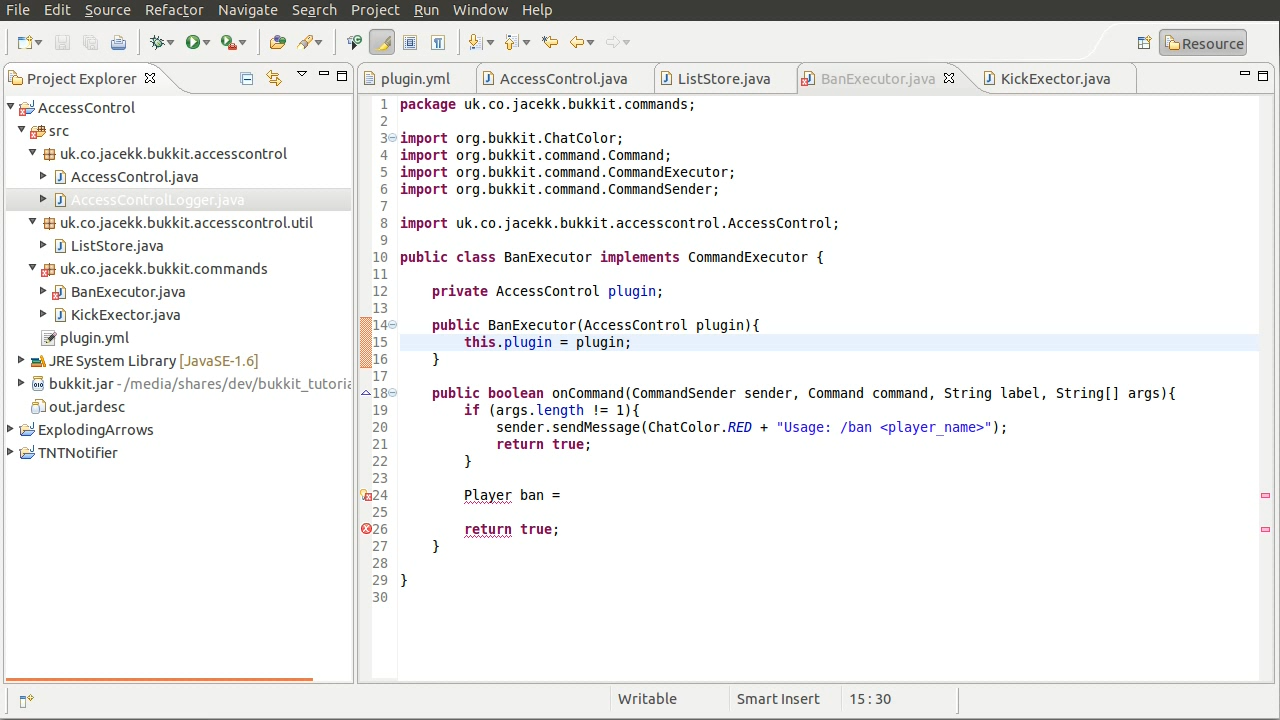 File Edit Source Refactor Navigate Search Project Run Window Help
Resource
Project Explorer
AccessControl
src
uk.co.jacekk.bukkit.accesscontrol
AccessControl.java
AccessControlLogger.java
uk.co.jacekk.bukkit.accesscontrol.util
ListStore.java
uk.co.jacekk.bukkit.commands
BanExecutor.java
KickExector.java
plugin.yml
JRE System Library [JavaSE-1.6]
bukkit.jar - /media/shares/dev/bukkit_tutoria
out.jardesc
ExplodingArrows
TNTNotifier
plugin.yml AccessControl.java ListStore.java BanExecutor.java KickExector.java
1 package uk.co.jacekk.bukkit.commands;
2
3 import org.bukkit.ChatColor;
4 import org.bukkit.command.Command;
5 import org.bukkit.command.CommandExecutor;
6 import org.bukkit.command.CommandSender;
7
8 import uk.co.jacekk.bukkit.accesscontrol.AccessControl;
9
10 public class BanExecutor implements CommandExecutor {
11
12 private AccessControl plugin;
13
14 public BanExecutor(AccessControl plugin){
15 this.plugin = plugin;
16 }
17
18 public boolean onCommand(CommandSender sender, Command command, String label, String[] args){
19 if (args.length != 1){
20 sender.sendMessage(ChatColor.RED + "Usage: /ban <player_name>");
21 return true;
22 }
23
24 Player ban =
25
26 return true;
27 }
28
29 }
30
Writable Smart Insert 15 : 30